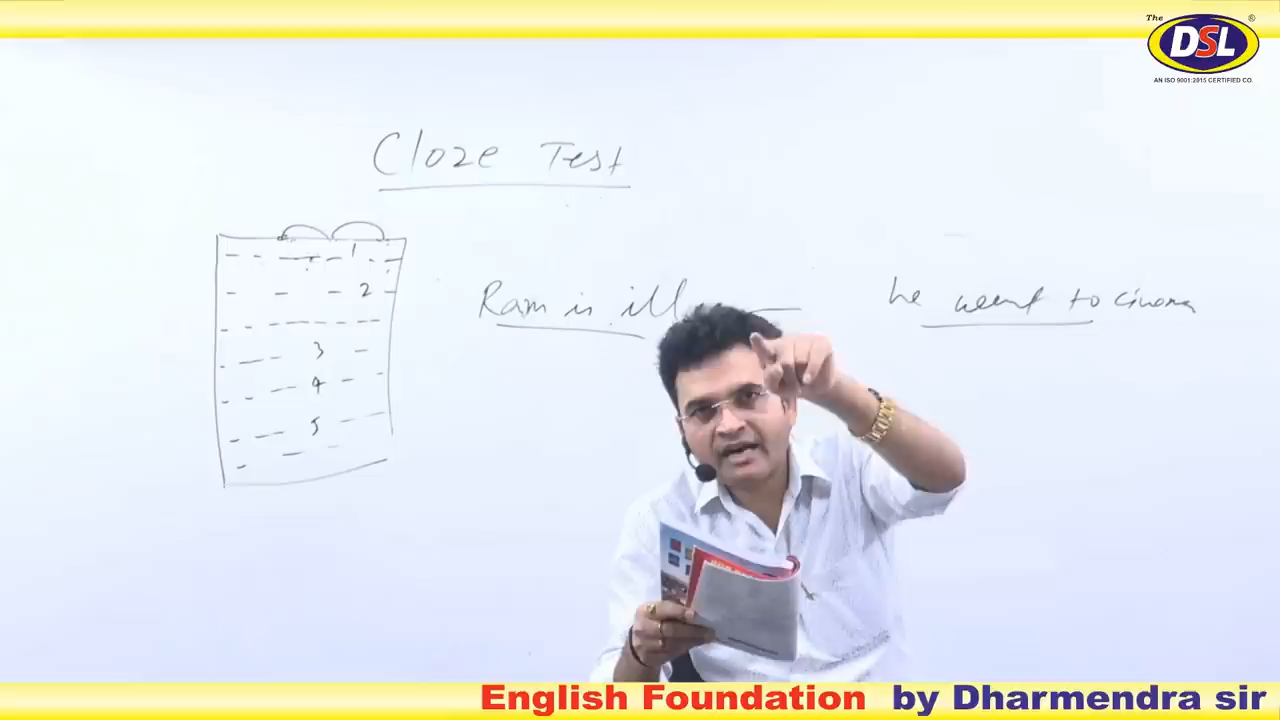 The
®
DSL
AN ISO 9001:2015 CERTIFIED CO.
Cloze Test
1
2
3
4
5
Ram is ill ___ he went to cinema
English Foundation by Dharmendra sir